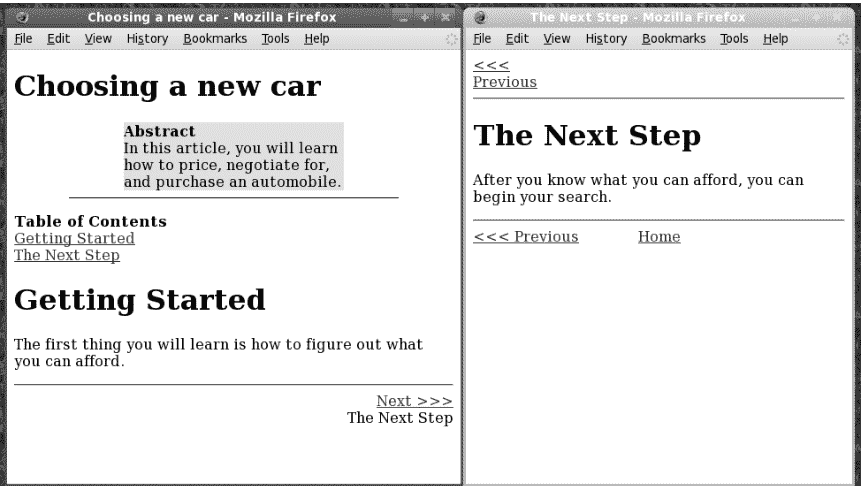 Choosing a new car - Mozilla Firefox
File Edit View History Bookmarks Tools Help
Choosing a new car
Abstract
In this article, you will learn
how to price, negotiate for,
and purchase an automobile.
Table of Contents
Getting Started
The Next Step
Getting Started
The first thing you will learn is how to figure out what
you can afford.
Next >>>
The Next Step
The Next Step - Mozilla Firefox
File Edit View History Bookmarks Tools Help
<<<
Previous
The Next Step
After you know what you can afford, you can
begin your search.
<<< Previous Home